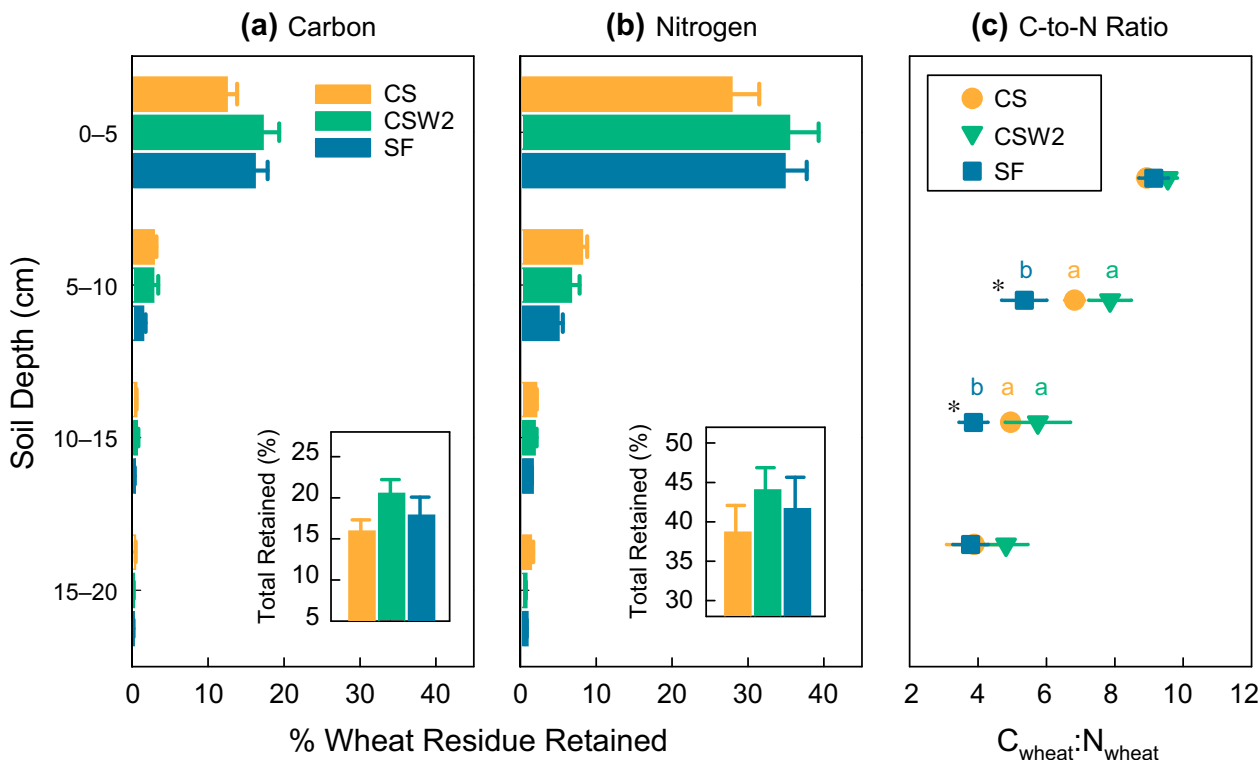 (a) Carbon
(b) Nitrogen
(c) C-to-N Ratio
Soil Depth (cm)
0–5
5–10
10–15
15–20
CS
CSW2
SF
Total Retained (%)
25
20
15
10
5
0 10 20 30 40
Total Retained (%)
50
45
40
35
30
0 10 20 30 40
% Wheat Residue Retained
CS
CSW2
SF
* b a a
* b a a
2 4 6 8 10 12
Cwheat:Nwheat